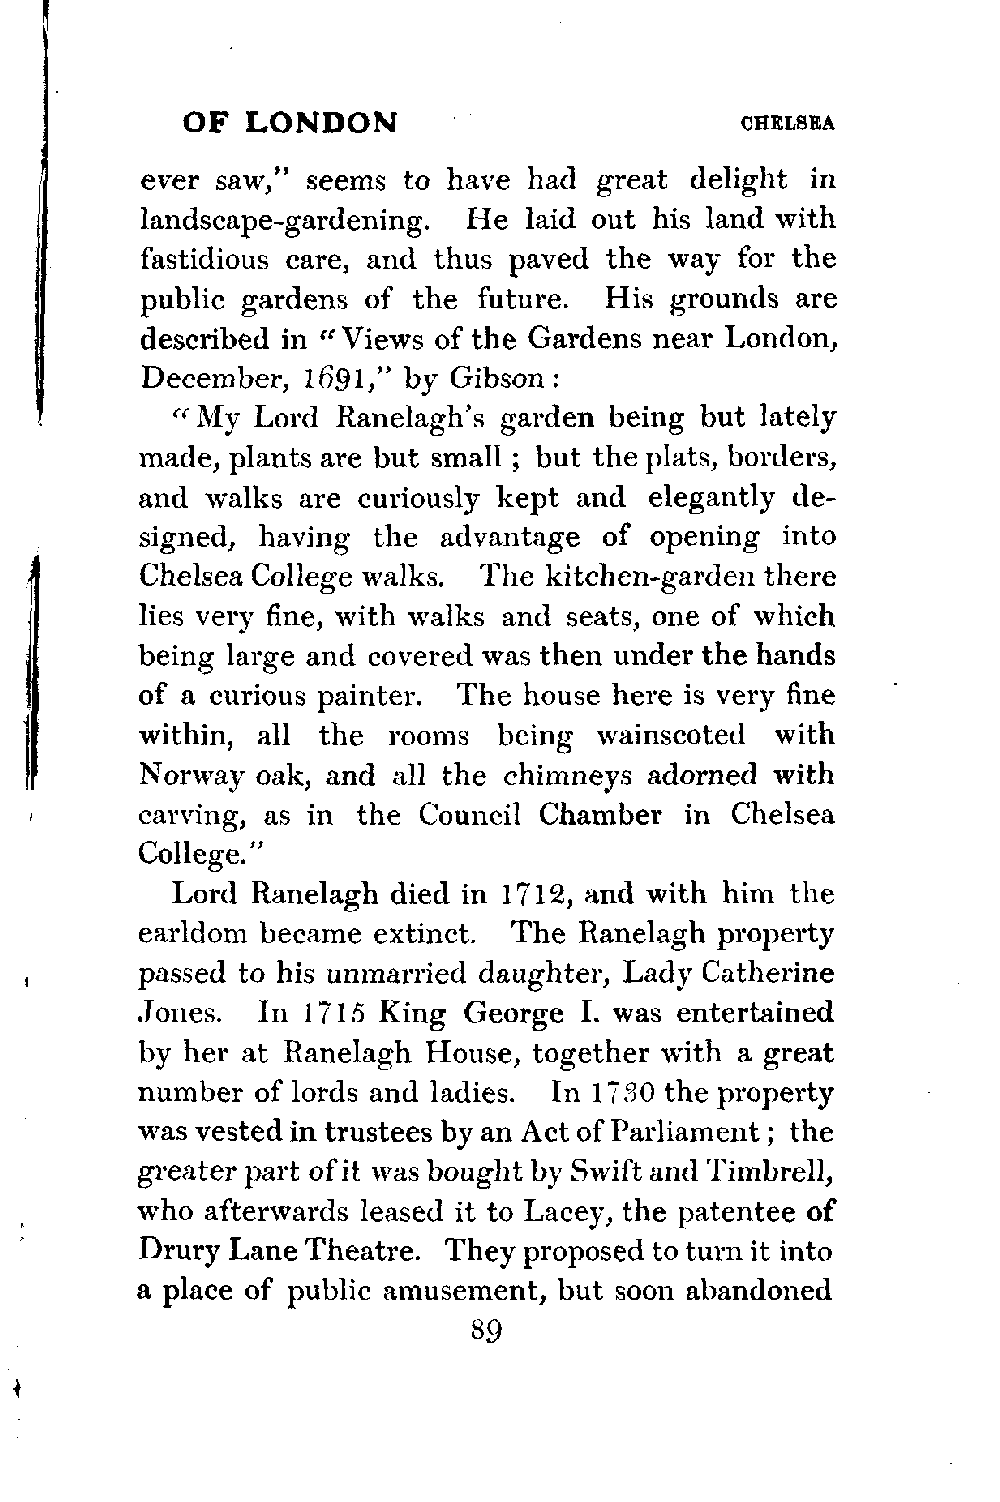 OF LONDON CHELSEA
ever saw," seems to have had great delight in
landscape-gardening. He laid out his land with
fastidious care, and thus paved the way for the
public gardens of the future. His grounds are
described in "Views of the Gardens near London,
December, 1691," by Gibson :
"My Lord Ranelagh's garden being but lately
made, plants are but small ; but the plats, borders,
and walks are curiously kept and elegantly de-
signed, having the advantage of opening into
Chelsea College walks. The kitchen-garden there
lies very fine, with walks and seats, one of which
being large and covered was then under the hands
of a curious painter. The house here is very fine
within, all the rooms being wainscoted with
Norway oak, and all the chimneys adorned with
carving, as in the Council Chamber in Chelsea
College."
Lord Ranelagh died in 1712, and with him the
earldom became extinct. The Ranelagh property
passed to his unmarried daughter, Lady Catherine
Jones. In 1715 King George I. was entertained
by her at Ranelagh House, together with a great
number of lords and ladies. In 1730 the property
was vested in trustees by an Act of Parliament ; the
greater part of it was bought by Swift and Timbrell,
who afterwards leased it to Lacey, the patentee of
Drury Lane Theatre. They proposed to turn it into
a place of public amusement, but soon abandoned
89